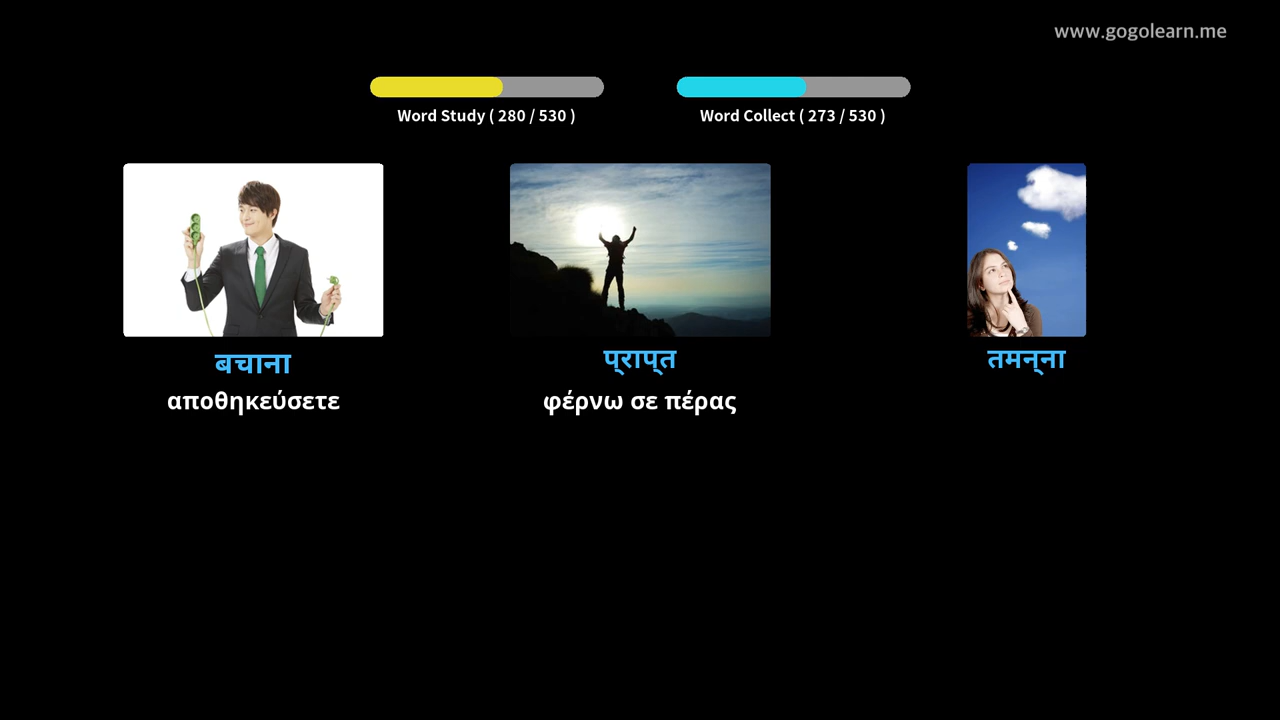 www.gogolearn.me
Word Study ( 280 / 530 )
Word Collect ( 273 / 530 )
बचाना
प्राप्त
तमन्ना
αποθηκεύσετε
φέρνω σε πέρας